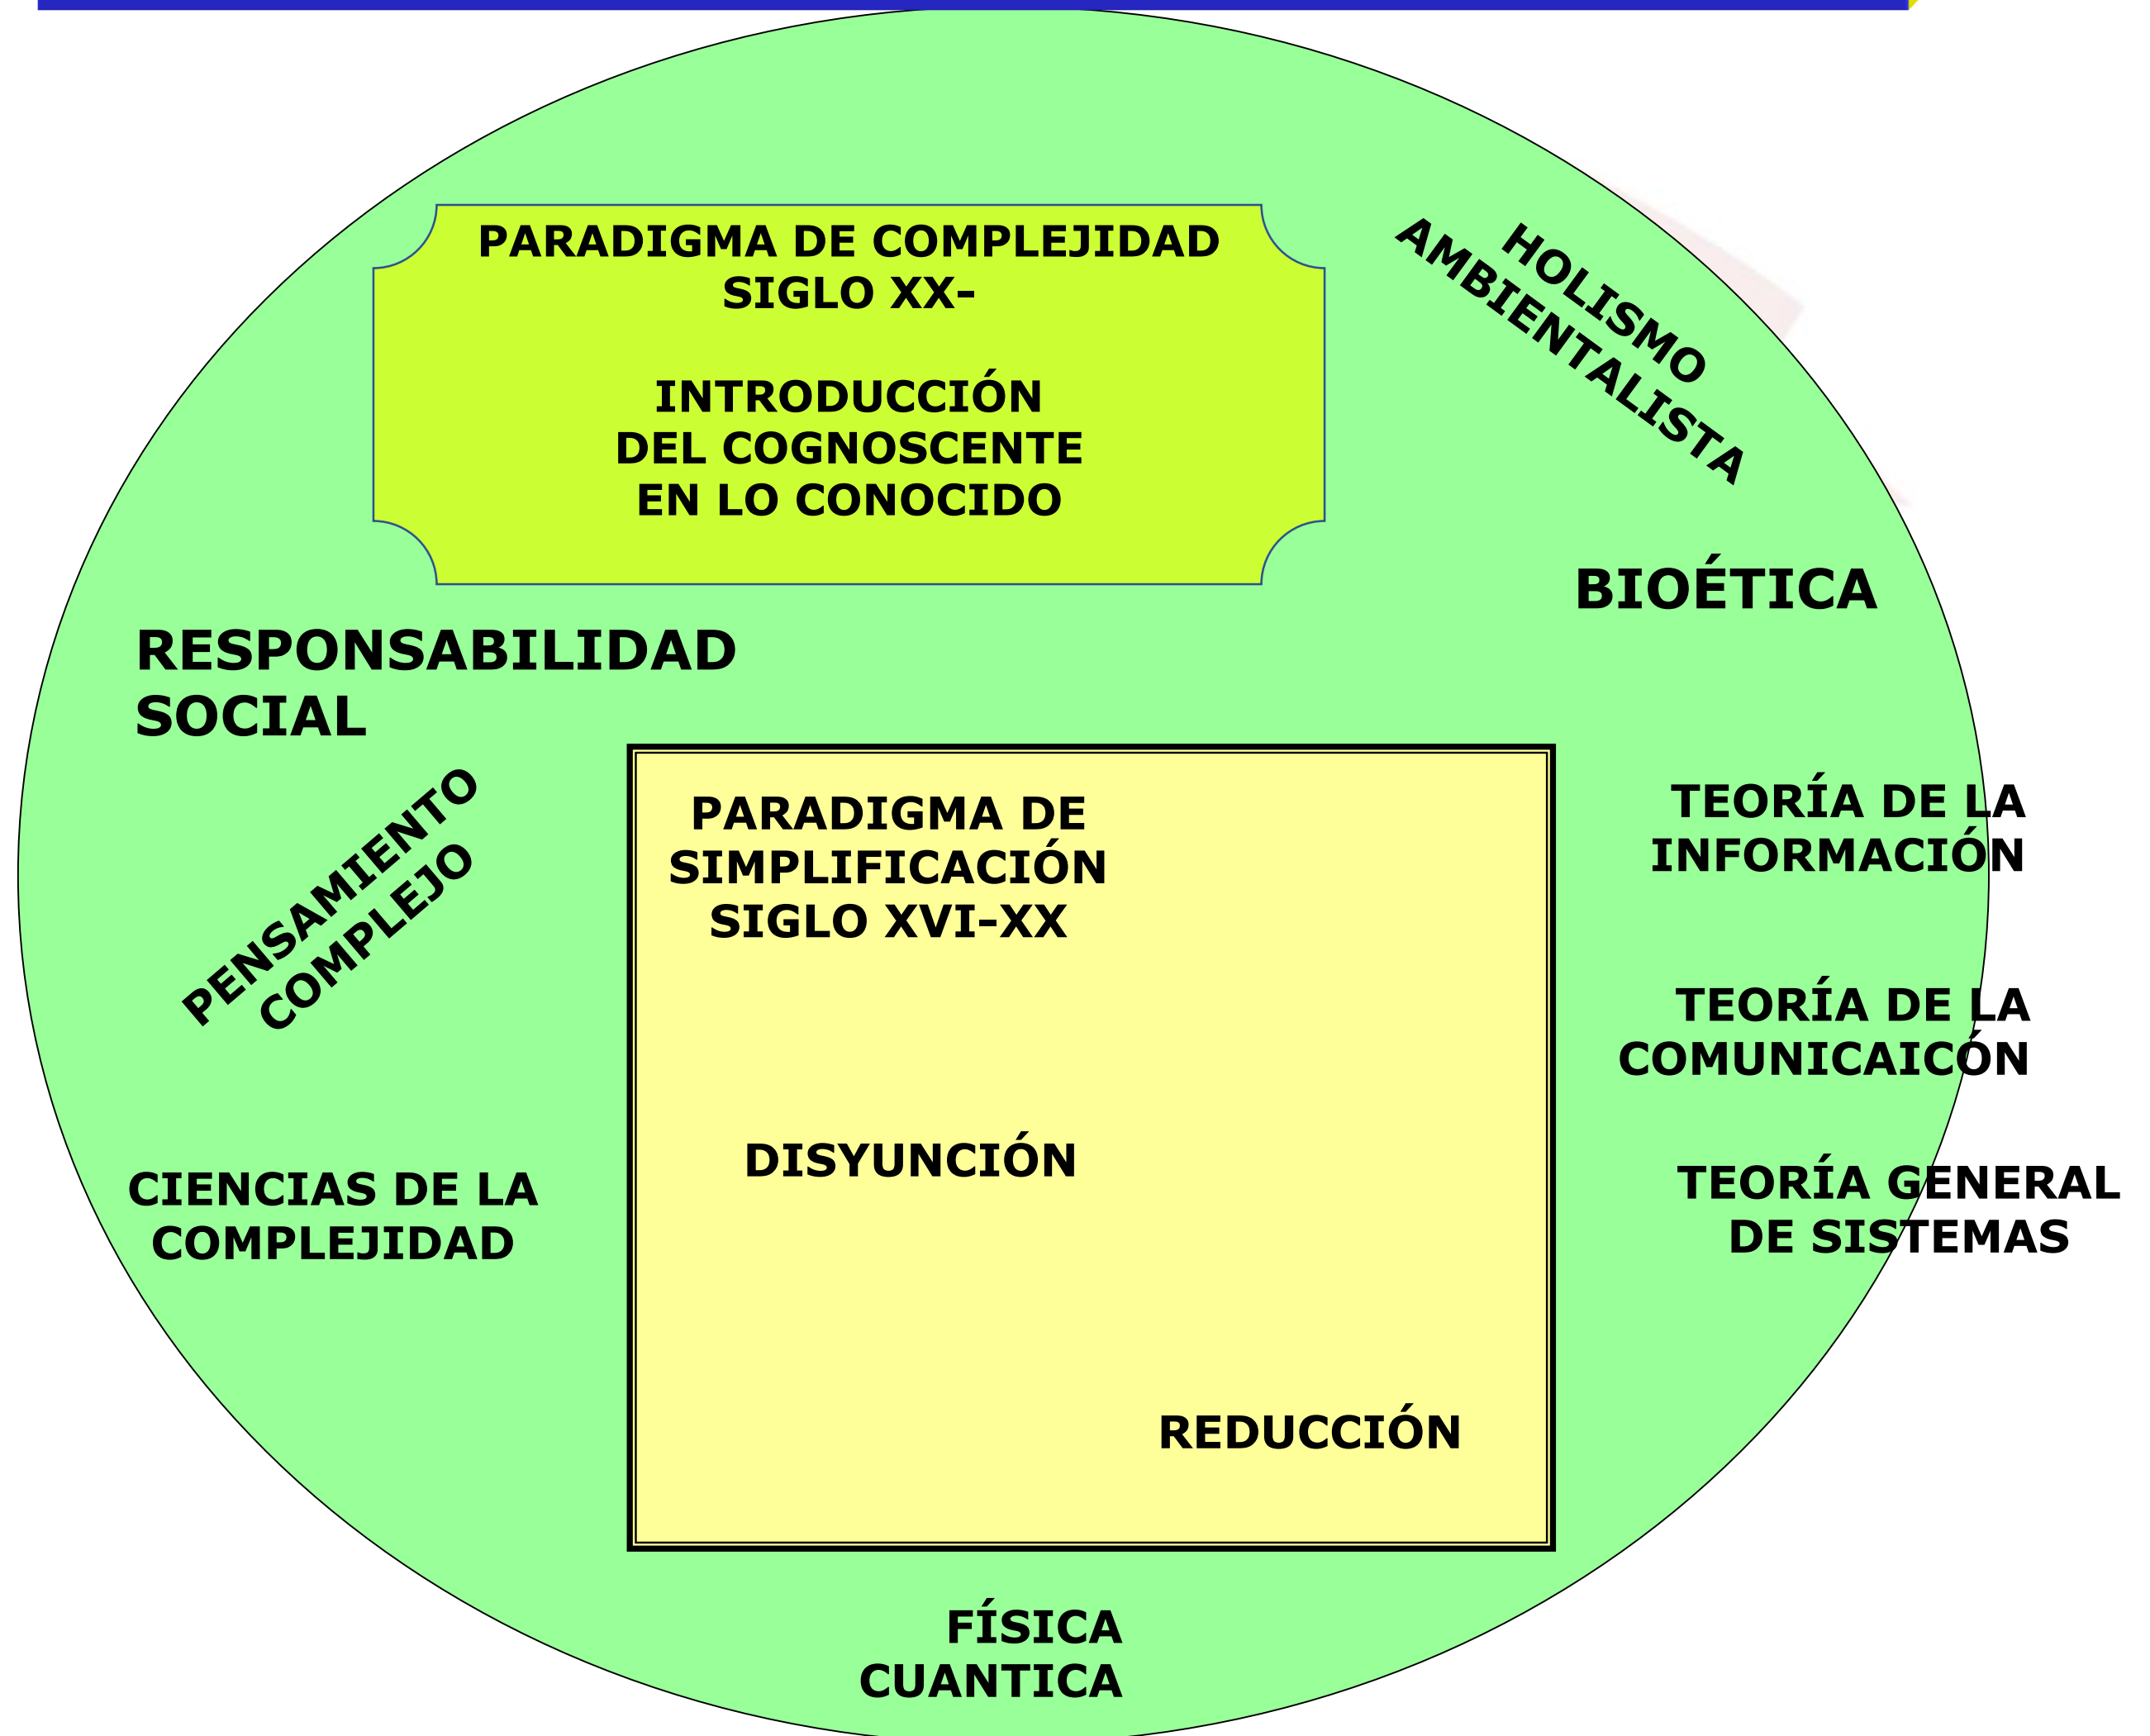 PARADIGMA DE COMPLEJIDAD
SIGLO XX-
INTRODUCCIÓN
DEL COGNOSCENTE
EN LO CONOCIDO
HOLISMO
AMBIENTALISTA
BIOÉTICA
RESPONSABILIDAD
SOCIAL
PENSAMIENTO
COMPLEJO
PARADIGMA DE
SIMPLIFICACIÓN
SIGLO XVI-XX
TEORÍA DE LA
INFORMACIÓN
TEORÍA DE LA
COMUNICAICÓN
DISYUNCIÓN
CIENCIAS DE LA
COMPLEJIDAD
TEORÍA GENERAL
DE SISTEMAS
REDUCCIÓN
FÍSICA
CUANTICA